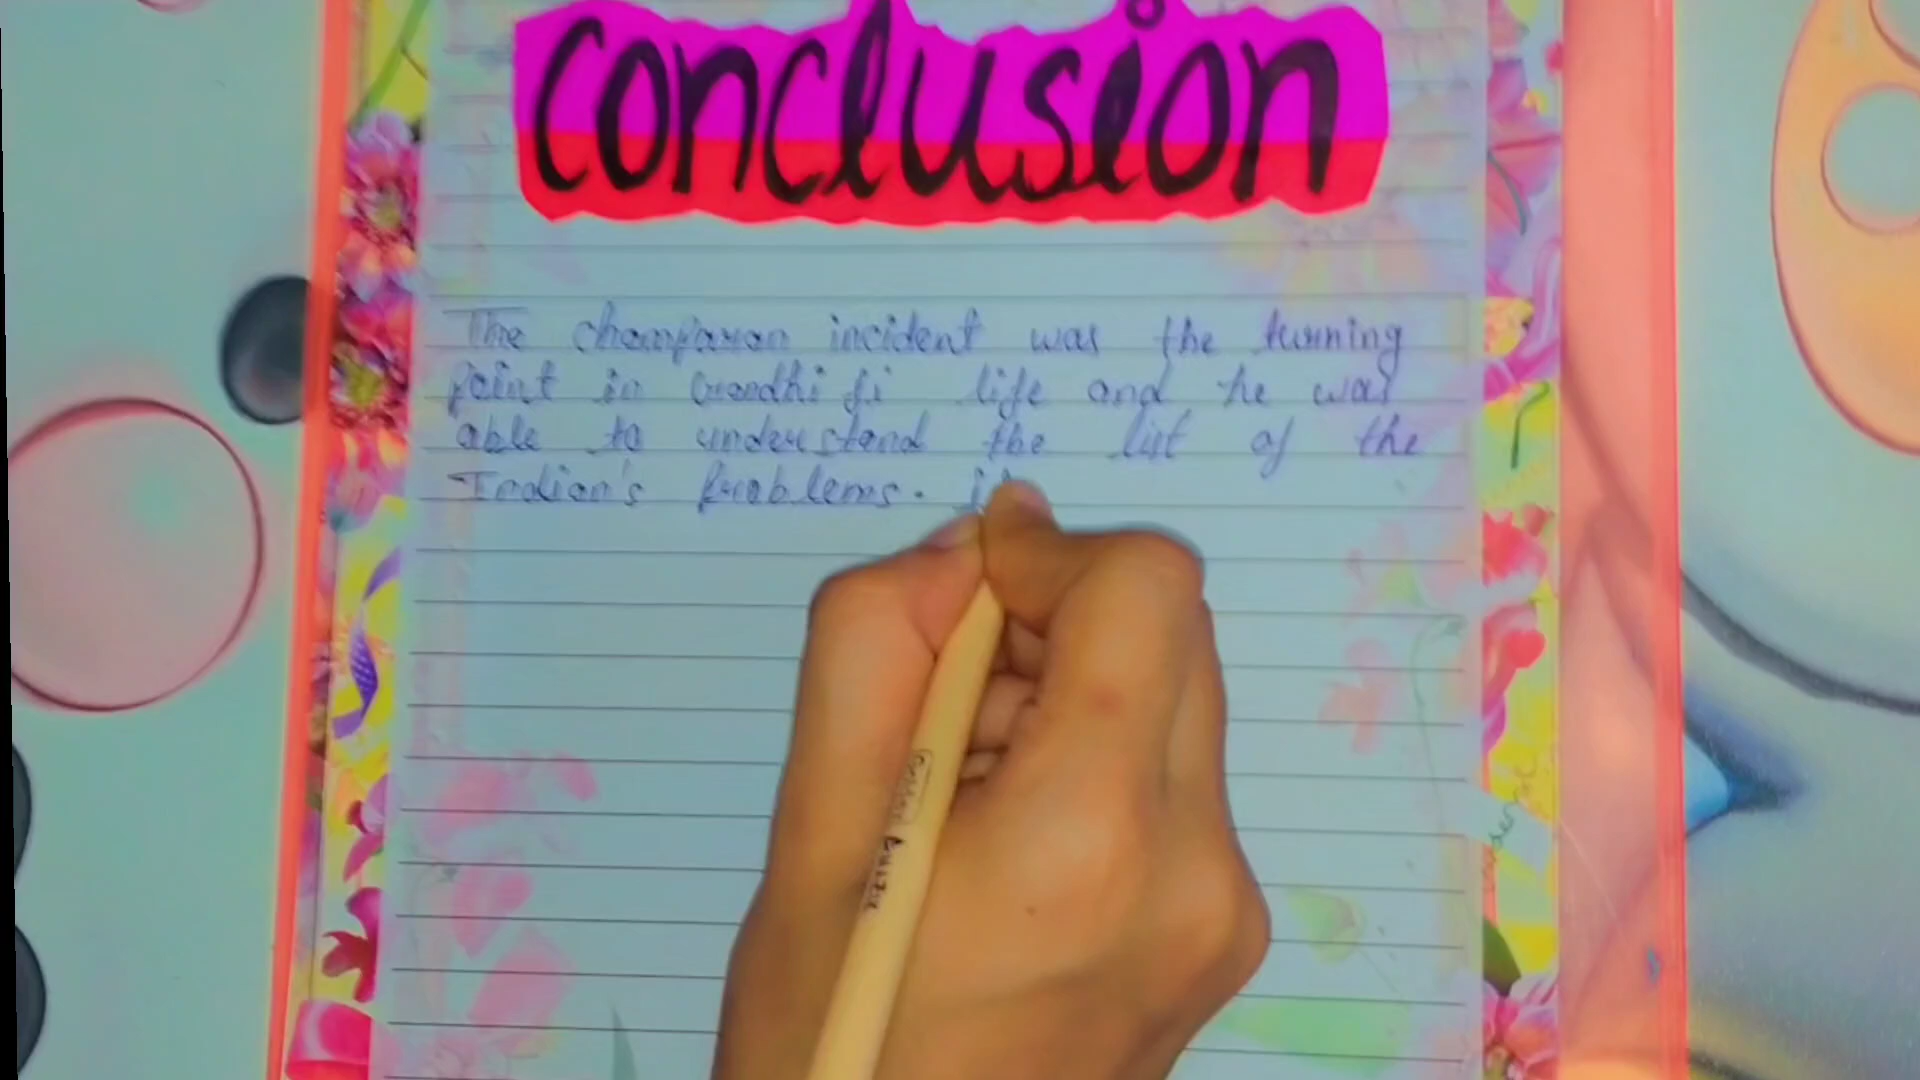 conclusion
The champaran incident was the turning
point in Gandhi ji life and he was
able to understand the list of the
Indian's problems. it